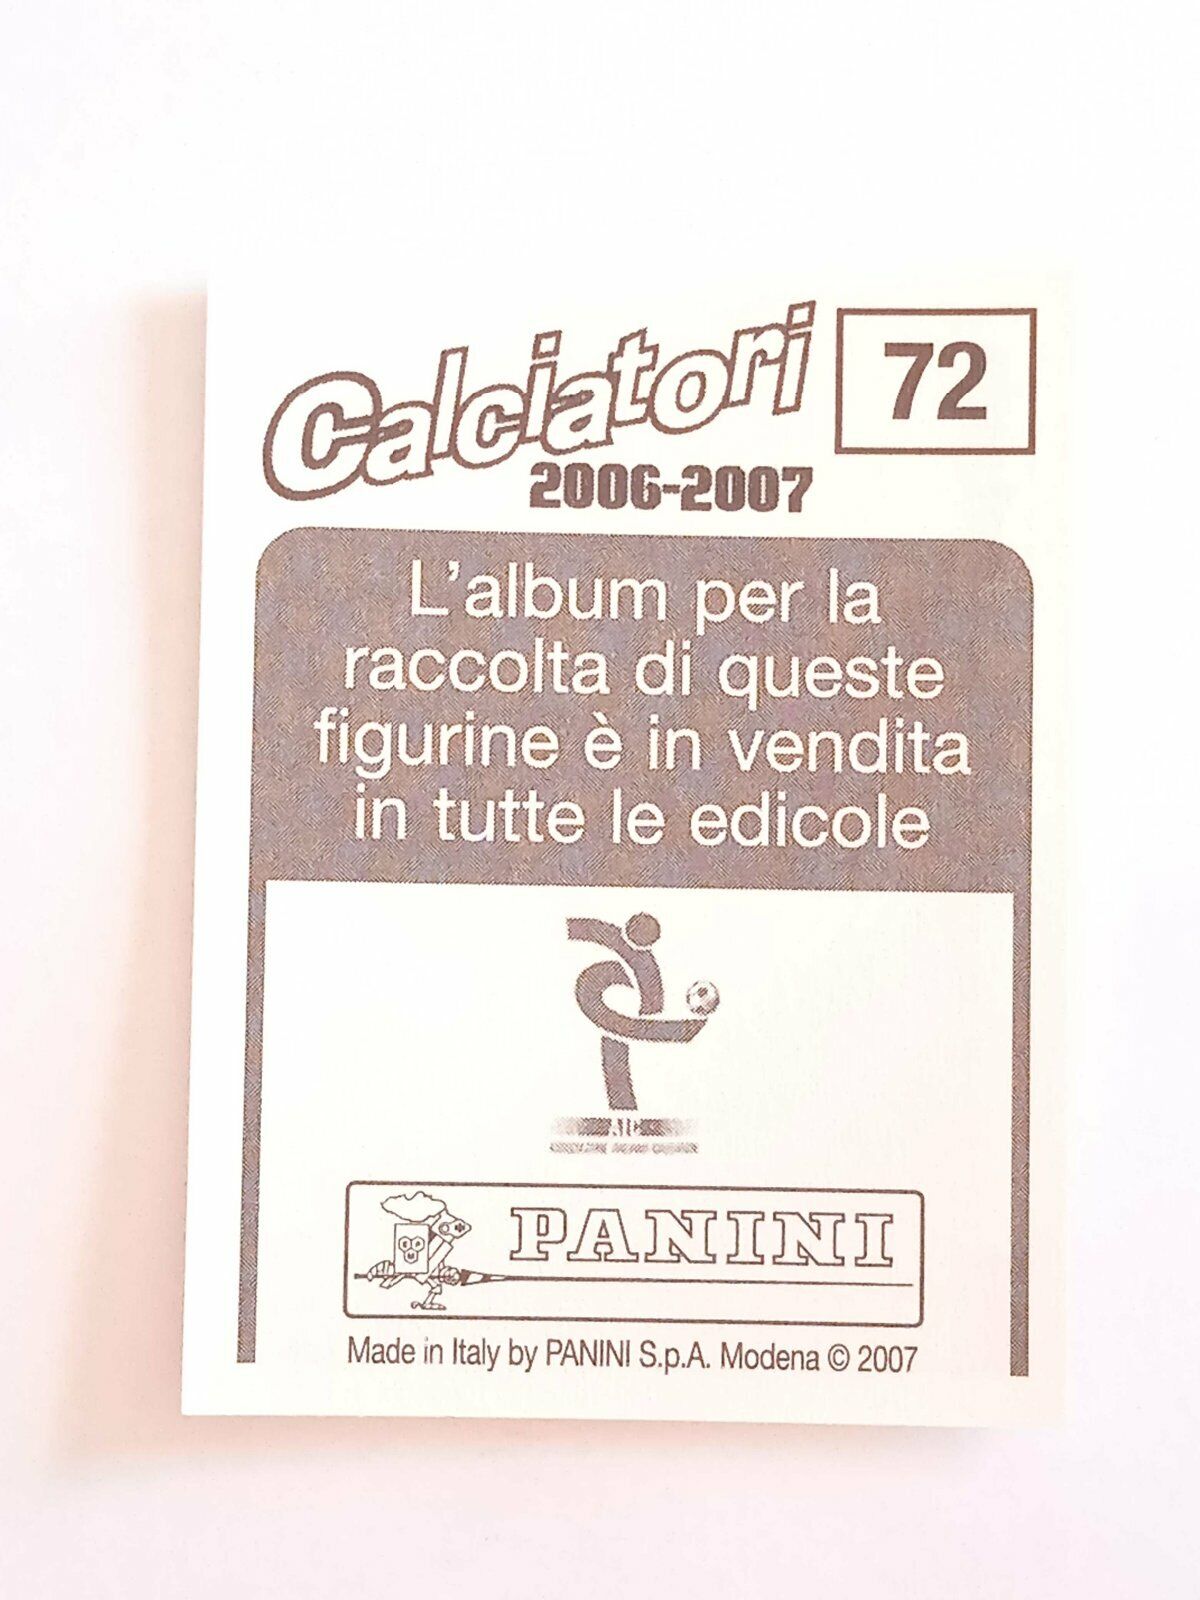 Calciatori
72
2006-2007
L'album per la
raccolta di queste
figurine è in vendita
in tutte le edicole
AIC
PANINI
Made in Italy by PANINI S.p.A. Modena © 2007